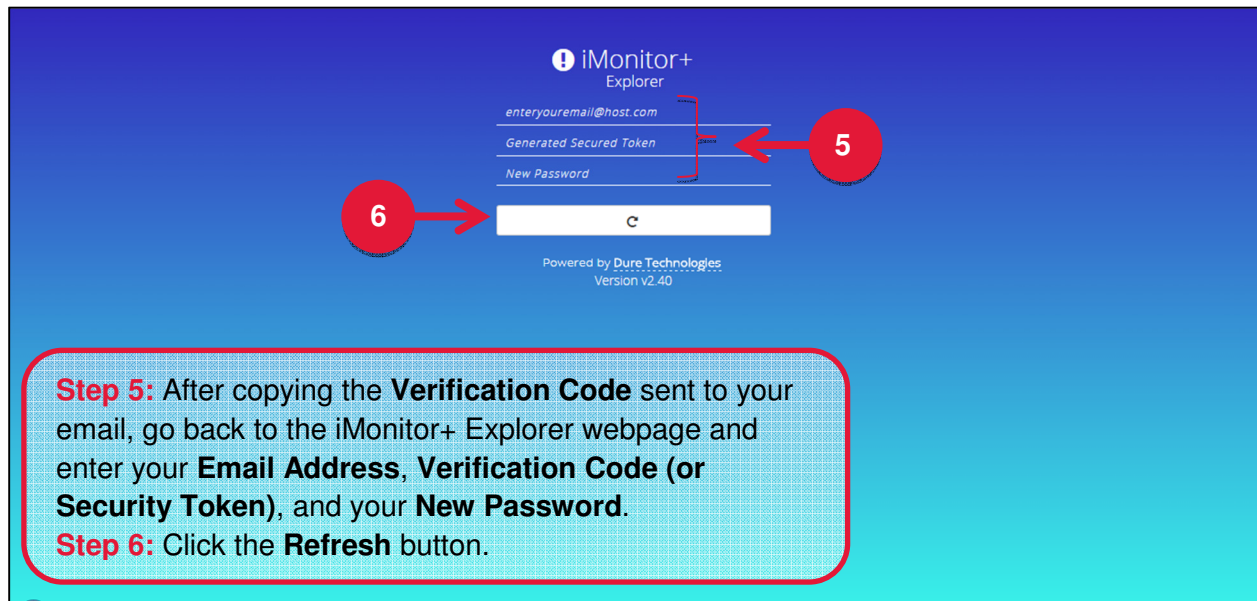 iMonitor+
Explorer
enteryouremail@host.com
Generated Secured Token
New Password
5
6
Powered by Dure Technologies
Version v2.40
Step 5: After copying the Verification Code sent to your
email, go back to the iMonitor+ Explorer webpage and
enter your Email Address, Verification Code (or
Security Token), and your New Password.
Step 6: Click the Refresh button.